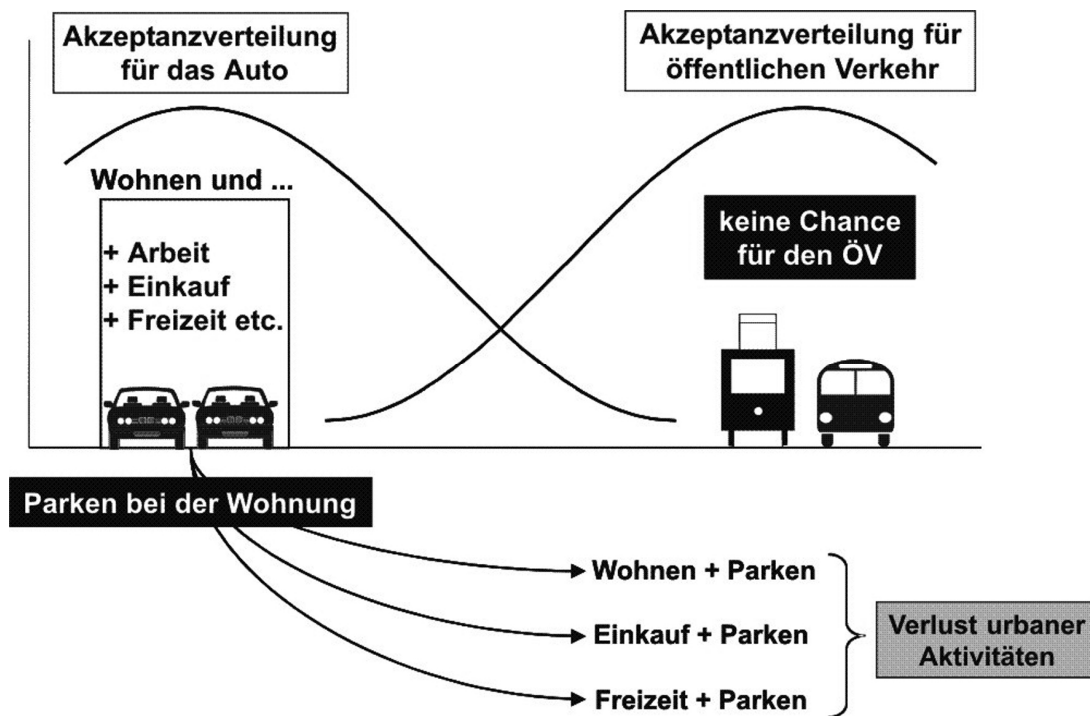 Akzeptanzverteilung
für das Auto
Akzeptanzverteilung für
öffentlichen Verkehr
Wohnen und ...
+ Arbeit
+ Einkauf
+ Freizeit etc.
keine Chance
für den ÖV
Parken bei der Wohnung
Wohnen + Parken
Einkauf + Parken
Freizeit + Parken
Verlust urbaner
Aktivitäten